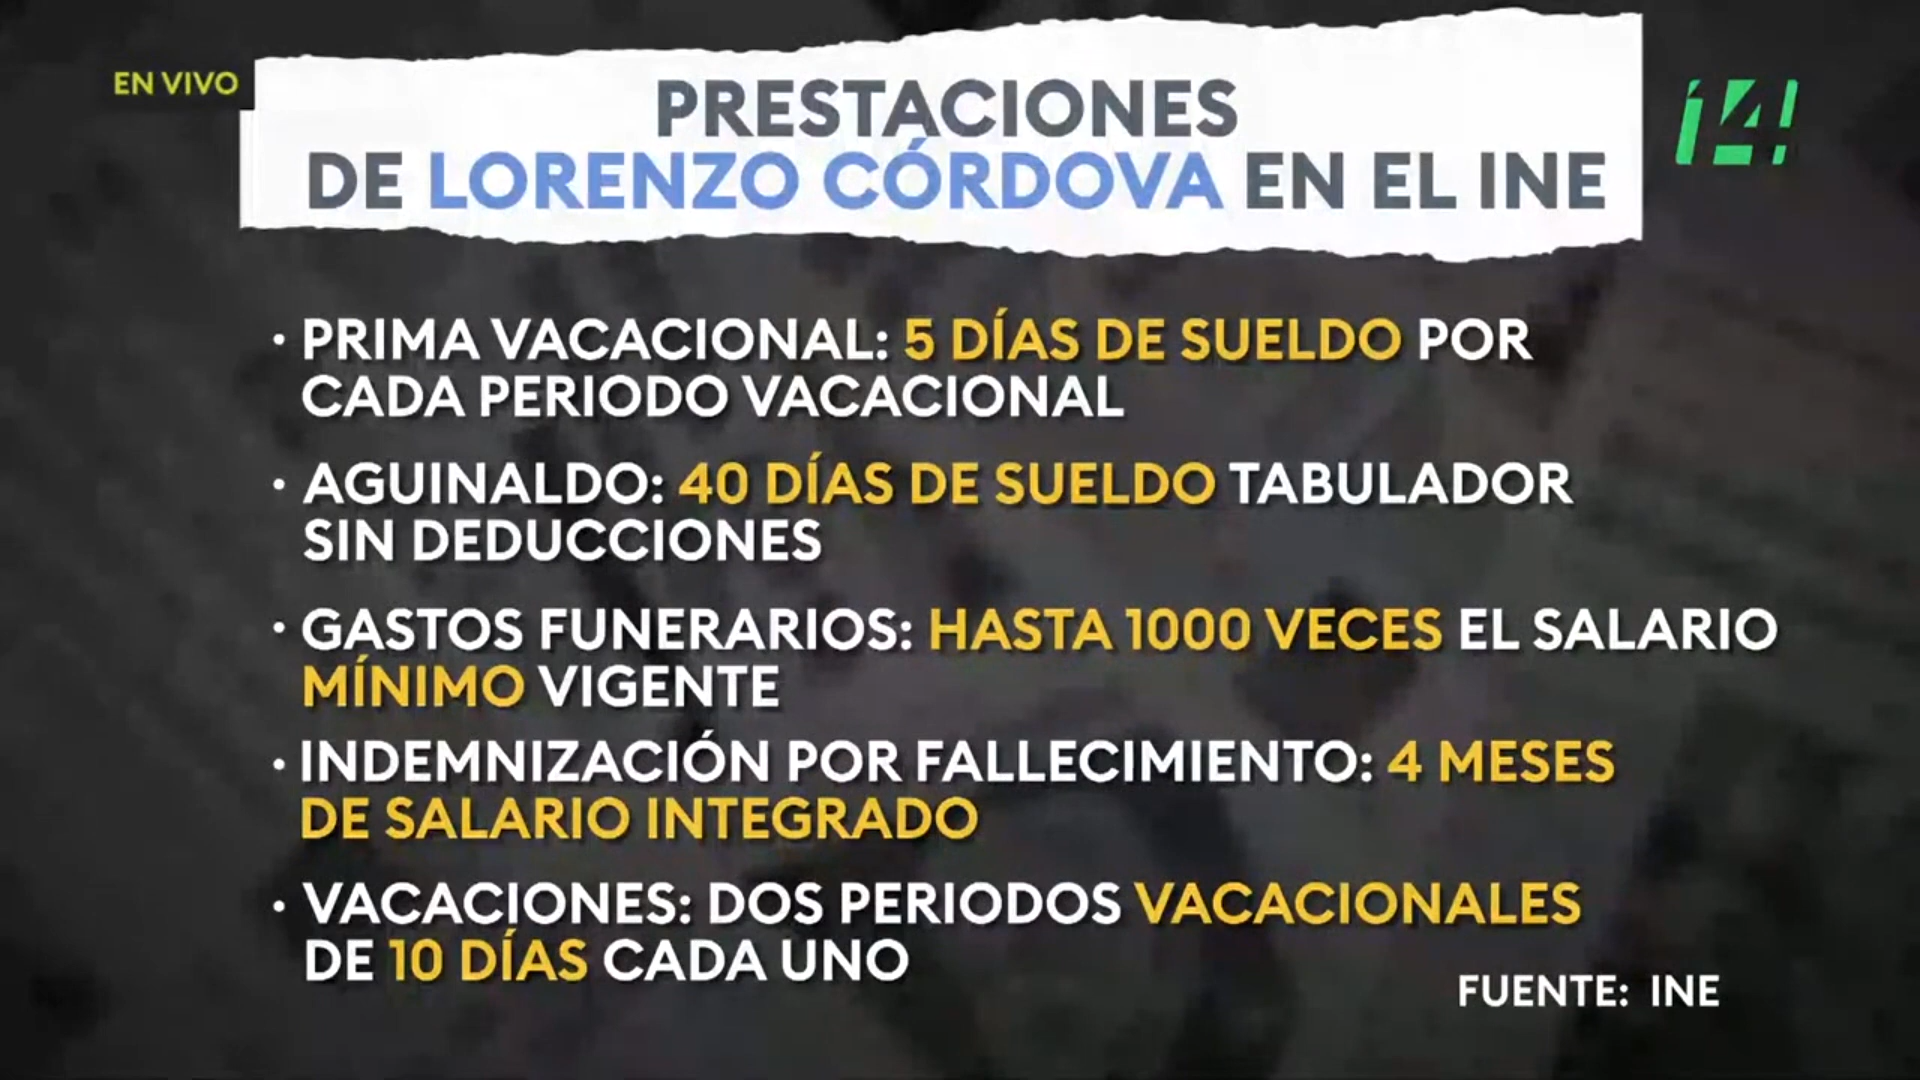 EN VIVO
PRESTACIONES
DE LORENZO CÓRDOVA EN EL INE
14
· PRIMA VACACIONAL: 5 DÍAS DE SUELDO POR
CADA PERIODO VACACIONAL
· AGUINALDO: 40 DÍAS DE SUELDO TABULADOR
SIN DEDUCCIONES
· GASTOS FUNERARIOS: HASTA 1000 VECES EL SALARIO
MÍNIMO VIGENTE
· INDEMNIZACIÓN POR FALLECIMIENTO: 4 MESES
DE SALARIO INTEGRADO
· VACACIONES: DOS PERIODOS VACACIONALES
DE 10 DÍAS CADA UNO
FUENTE: INE